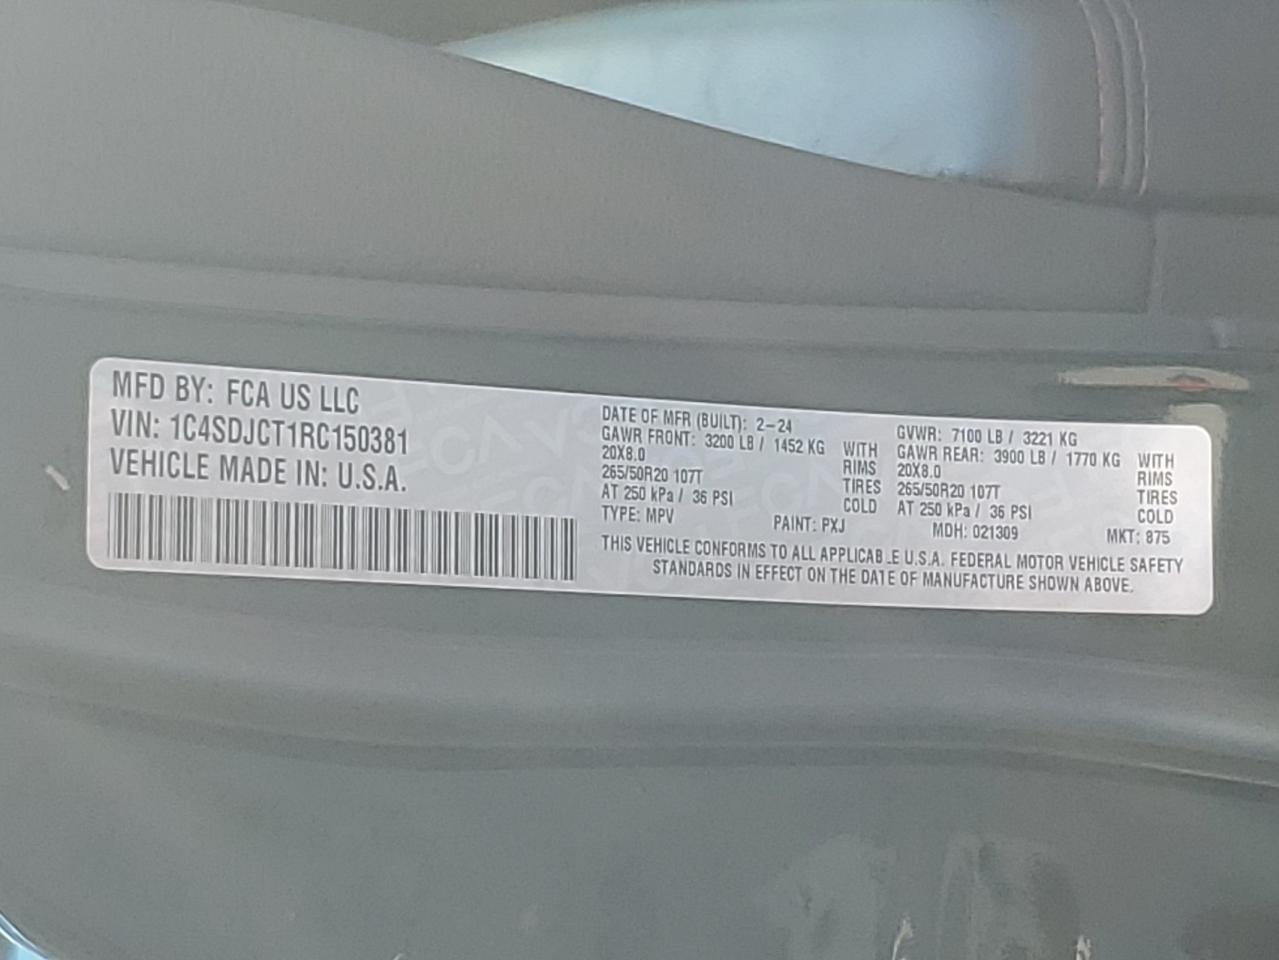 MFD BY: FCA US LLC
VIN: 1C4SDJCT1RC150381
VEHICLE MADE IN: U.S.A.
DATE OF MFR (BUILT): 2-24
GAWR FRONT: 3200 LB / 1452 KG WITH
20X8.0 RIMS
265/50R20 107T TIRES
AT 250 kPa / 36 PSI COLD
GVWR: 7100 LB / 3221 KG
GAWR REAR: 3900 LB / 1770 KG WITH
20X8.0 RIMS
265/50R20 107T TIRES
AT 250 kPa / 36 PSI COLD
TYPE: MPV PAINT: PXJ MDH: 021309 MKT: 875
THIS VEHICLE CONFORMS TO ALL APPLICABLE U.S.A. FEDERAL MOTOR VEHICLE SAFETY
STANDARDS IN EFFECT ON THE DATE OF MANUFACTURE SHOWN ABOVE.